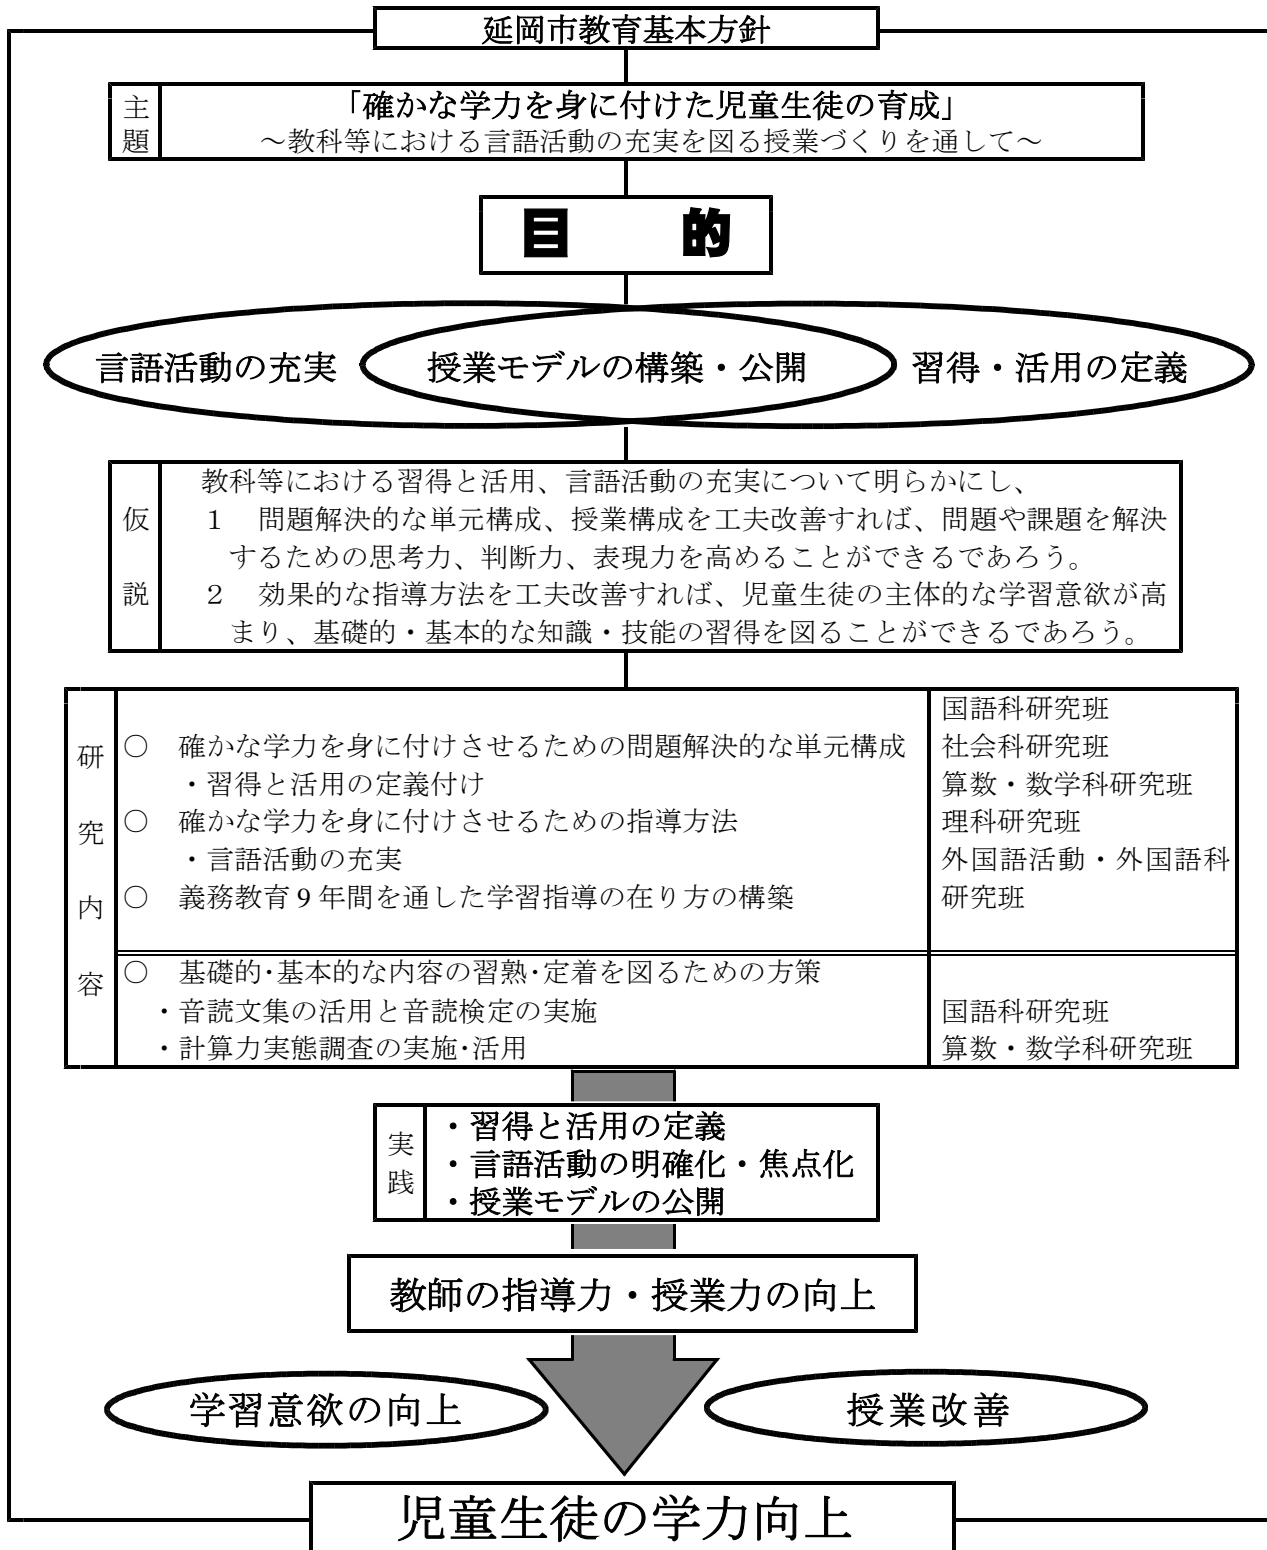 延岡市教育基本方針
主題
「確かな学力を身に付けた児童生徒の育成」
～教科等における言語活動の充実を図る授業づくりを通して～
目　的
言語活動の充実
授業モデルの構築・公開
習得・活用の定義
仮説
教科等における習得と活用、言語活動の充実について明らかにし、
１　問題解決的な単元構成、授業構成を工夫改善すれば、問題や課題を解決
するための思考力、判断力、表現力を高めることができるであろう。
２　効果的な指導方法を工夫改善すれば、児童生徒の主体的な学習意欲が高
まり、基礎的・基本的な知識・技能の習得を図ることができるであろう。
研究内容
○　確かな学力を身に付けさせるための問題解決的な単元構成
・習得と活用の定義付け
○　確かな学力を身に付けさせるための指導方法
・言語活動の充実
○　義務教育9年間を通した学習指導の在り方の構築
国語科研究班
社会科研究班
算数・数学科研究班
理科研究班
外国語活動・外国語科
研究班
○　基礎的･基本的な内容の習熟･定着を図るための方策
・音読文集の活用と音読検定の実施
・計算力実態調査の実施･活用
国語科研究班
算数・数学科研究班
実践
・習得と活用の定義
・言語活動の明確化・焦点化
・授業モデルの公開
教師の指導力・授業力の向上
学習意欲の向上
授業改善
児童生徒の学力向上